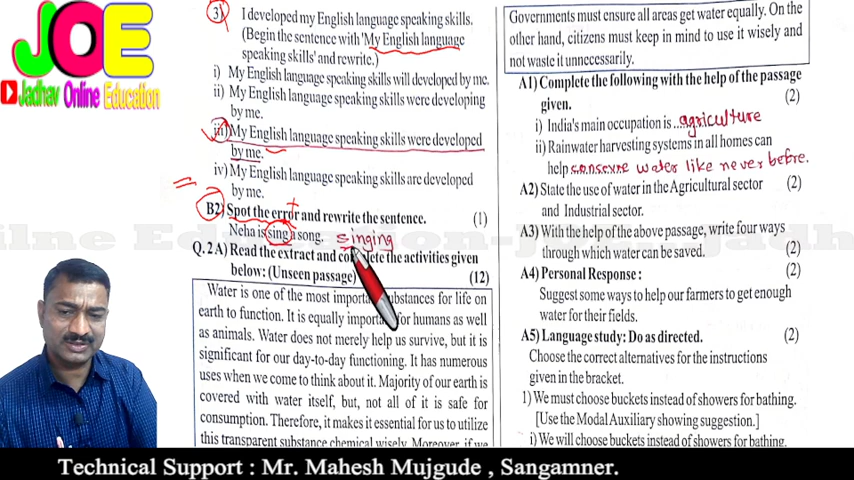 JOE
Jadhav Online Education
3) I developed my English language speaking skills.
(Begin the sentence with 'My English language
speaking skills' and rewrite.)
i) My English language speaking skills will developed by me.
ii) My English language speaking skills were developing
by me.
iii) My English language speaking skills were developed
by me.
iv) My English language speaking skills are developed
by me.
B2) Spot the error and rewrite the sentence. (1)
Neha is sing a song. singing
Q.2 A) Read the extract and complete the activities given
below: (Unseen passage) (12)
Water is one of the most important substances for life on
earth to function. It is equally important for humans as well
as animals. Water does not merely help us survive, but it is
significant for our day-to-day functioning. It has numerous
uses when we come to think about it. Majority of our earth is
covered with water itself, but not all of it is safe for
consumption. Therefore, it makes it essential for us to utilize
this transparent substance chemical wisely. Moreover, if we
Governments must ensure all areas get water equally. On the
other hand, citizens must keep in mind to use it wisely and
not waste it unnecessarily.
A1) Complete the following with the help of the passage
given. (2)
i) India's main occupation is ...agriculture
ii) Rainwater harvesting systems in all homes can
help conserve water like never before.
A2) State the use of water in the Agricultural sector (2)
and Industrial sector.
A3) With the help of the above passage, write four ways
through which water can be saved. (2)
A4) Personal Response : (2)
Suggest some ways to help our farmers to get enough
water for their fields.
A5) Language study: Do as directed. (2)
Choose the correct alternatives for the instructions
given in the bracket.
1) We must choose buckets instead of showers for bathing.
[Use the Modal Auxiliary showing suggestion.]
i) We will choose buckets instead of showers for bathing.
Technical Support : Mr. Mahesh Mujgude , Sangamner.